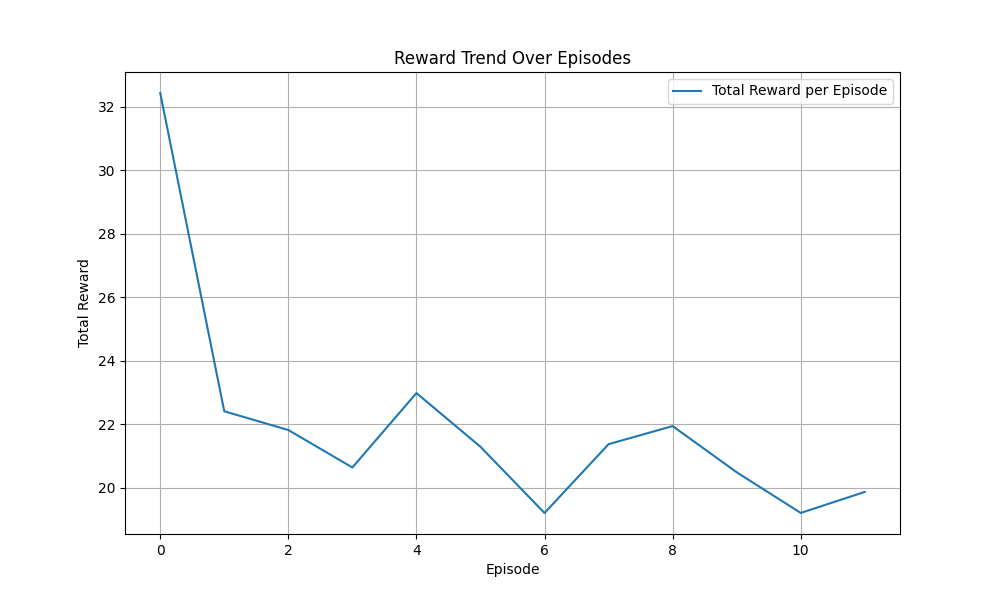 Reward Trend Over Episodes
Total Reward per Episode
32
30
28
26
24
22
20
Total Reward
0 2 4 6 8 10
Episode